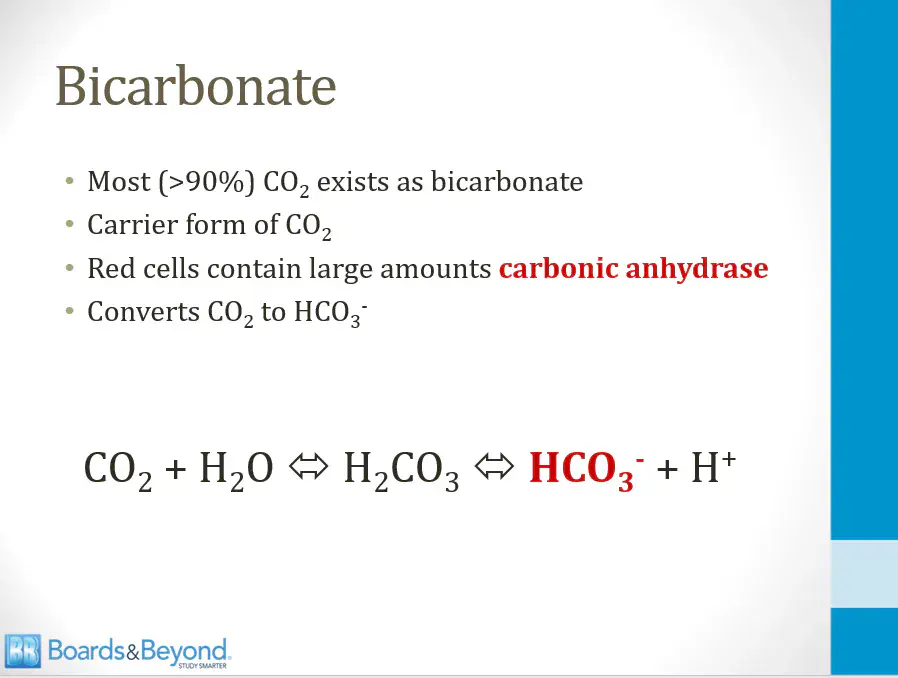 Bicarbonate
• Most (>90%) CO₂ exists as bicarbonate
• Carrier form of CO₂
• Red cells contain large amounts carbonic anhydrase
• Converts CO₂ to HCO₃⁻
CO₂ + H₂O ⇔ H₂CO₃ ⇔ HCO₃⁻ + H⁺
BB Boards&Beyond.
STUDY SMARTER